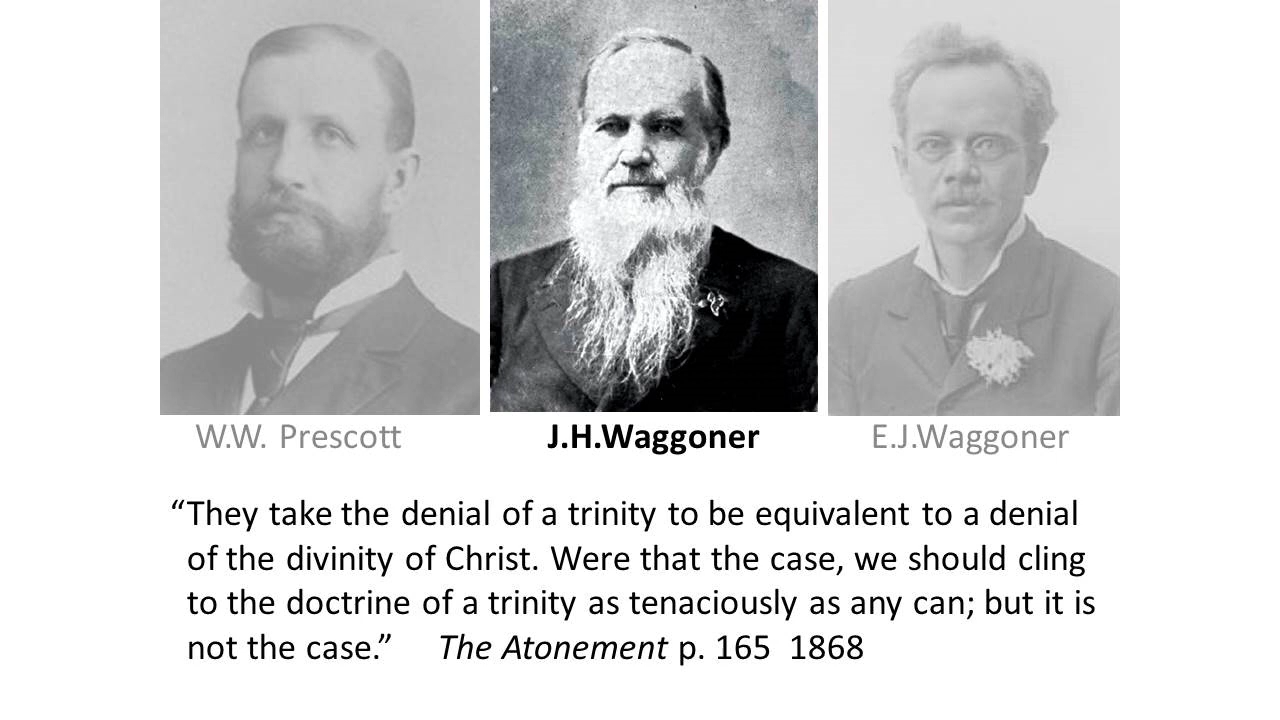 W.W. Prescott
J.H.Waggoner
E.J.Waggoner
“They take the denial of a trinity to be equivalent to a denial
of the divinity of Christ. Were that the case, we should cling
to the doctrine of a trinity as tenaciously as any can; but it is
not the case.” The Atonement p. 165 1868